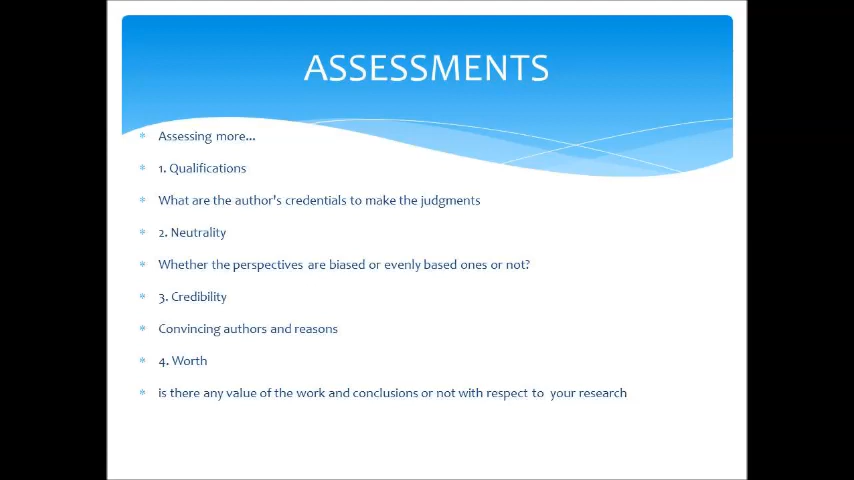 ASSESSMENTS
* Assessing more...
* 1. Qualifications
* What are the author's credentials to make the judgments
* 2. Neutrality
* Whether the perspectives are biased or evenly based ones or not?
* 3. Credibility
* Convincing authors and reasons
* 4. Worth
* is there any value of the work and conclusions or not with respect to your research